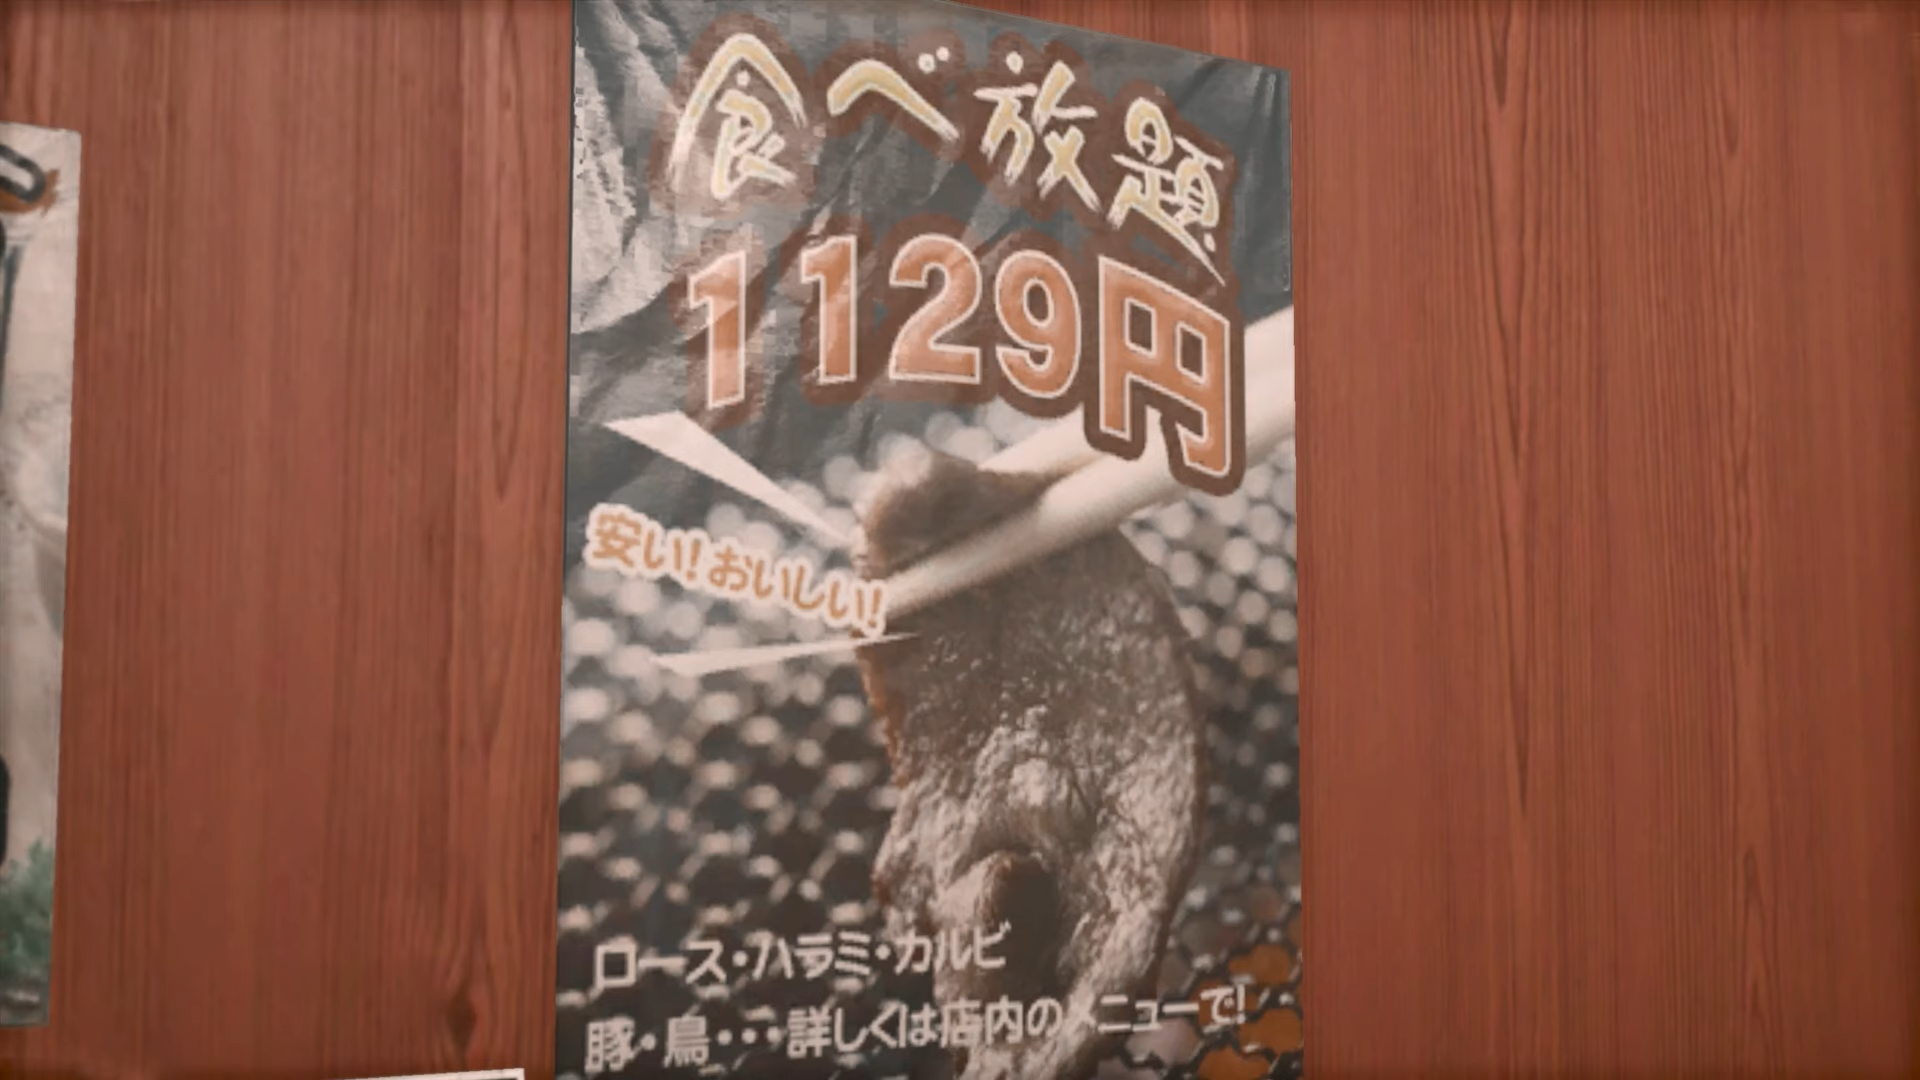 食べ放題
1129円
安い!おいしい!
ロース・ハラミ・カルビ
豚・鳥・・・詳しくは店内のメニューで!